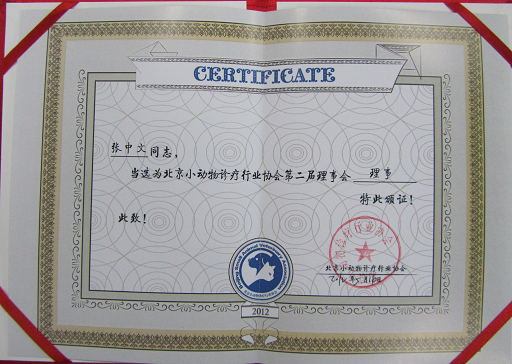 CERTIFICATE
张中文同志，
当选为北京小动物诊疗行业协会第二届理事会 理事
特此颁证！
此致！
北京小动物诊疗行业协会
2012